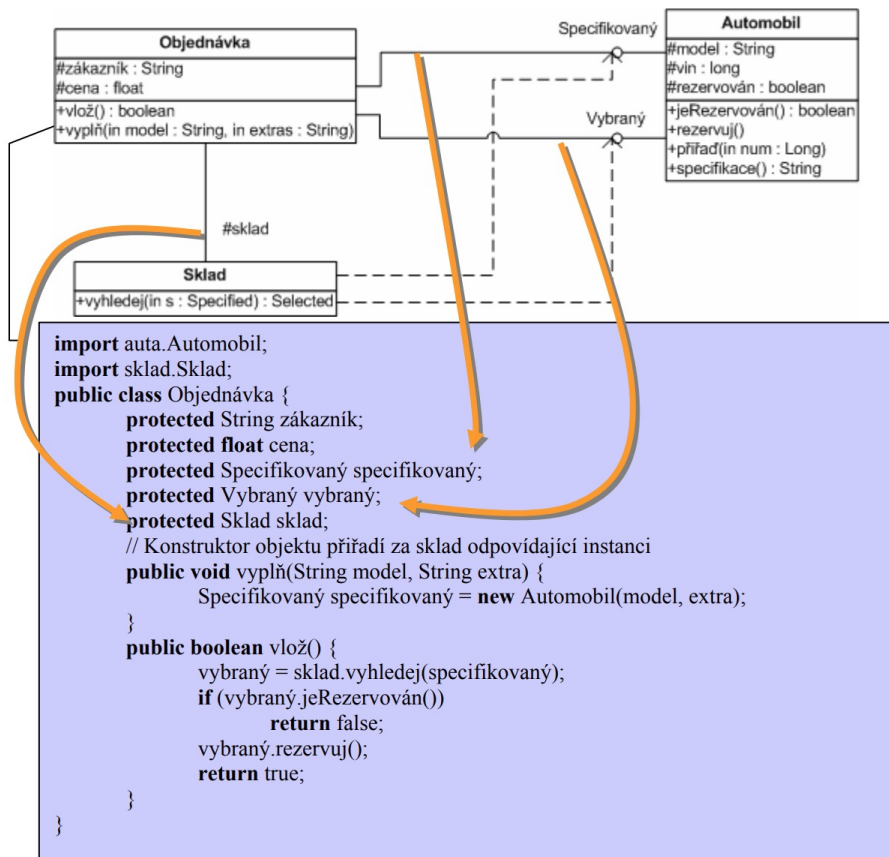 Objednávka
#zákazník : String
#cena : float
+vlož() : boolean
+vyplň(in model : String, in extras : String)
Specifikovaný
Vybraný
Automobil
#model : String
#vin : long
#rezervován : boolean
+jeRezervován() : boolean
+rezervuj()
+přiřaď(in num : Long)
+specifikace() : String
#sklad
Sklad
+vyhledej(in s : Specified) : Selected
import auta.Automobil;
import sklad.Sklad;
public class Objednávka {
protected String zákazník;
protected float cena;
protected Specifikovaný specifikovaný;
protected Vybraný vybraný;
protected Sklad sklad;
// Konstruktor objektu přiřadí za sklad odpovídající instanci
public void vyplň(String model, String extra) {
Specifikovaný specifikovaný = new Automobil(model, extra);
}
public boolean vlož() {
vybraný = sklad.vyhledej(specifikovaný);
if (vybraný.jeRezervován())
return false;
vybraný.rezervuj();
return true;
}
}